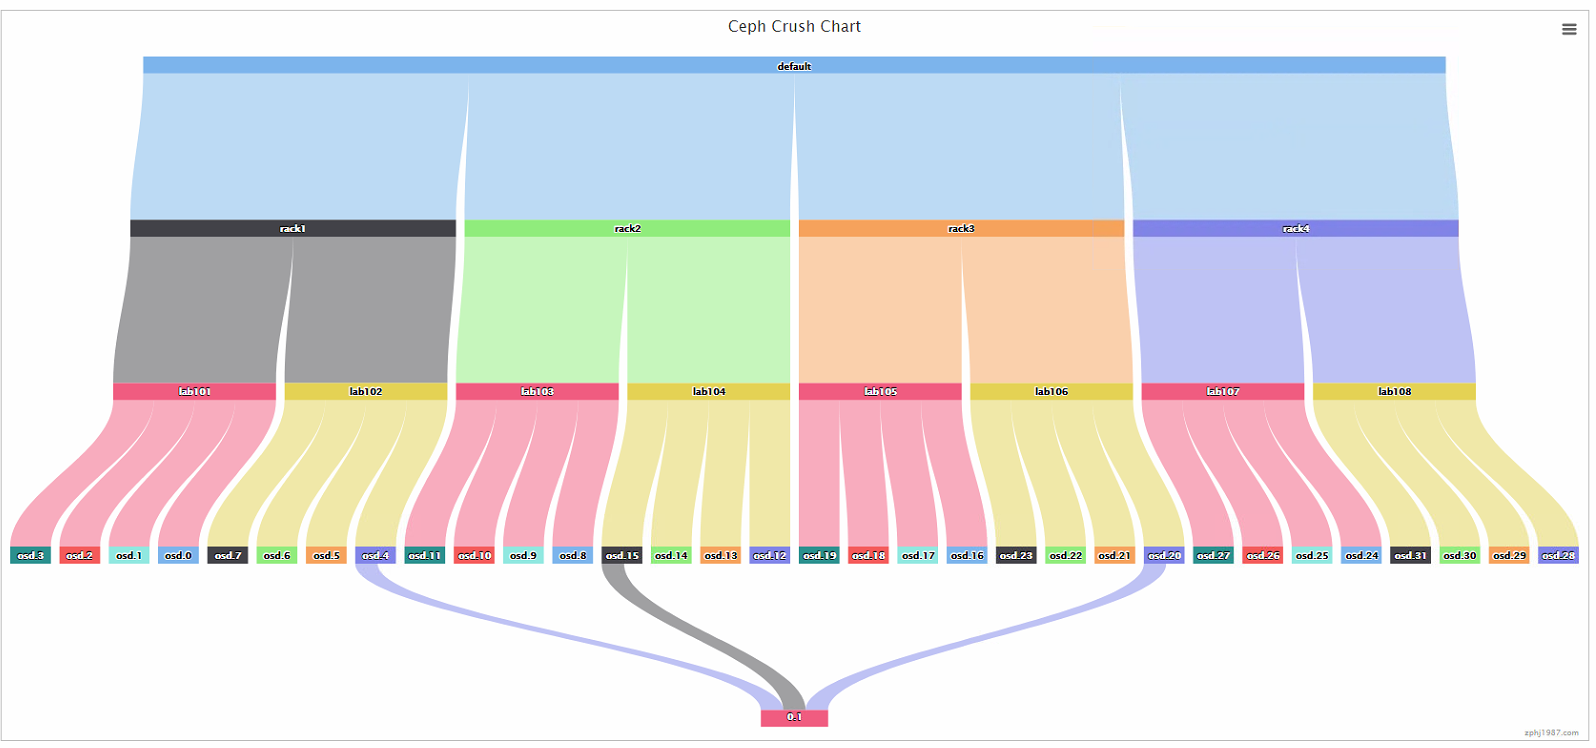 Ceph Crush Chart
default
rack1 rack2 rack3 rack4
lab101 lab102 lab103 lab104 lab105 lab106 lab107 lab108
osd.3 osd.2 osd.1 osd.0 osd.7 osd.6 osd.5 osd.4 osd.11 osd.10 osd.9 osd.8 osd.15 osd.14 osd.13 osd.12 osd.19 osd.18 osd.17 osd.16 osd.23 osd.22 osd.21 osd.20 osd.27 osd.26 osd.25 osd.24 osd.31 osd.30 osd.29 osd.28
0.1
zphj1987.com